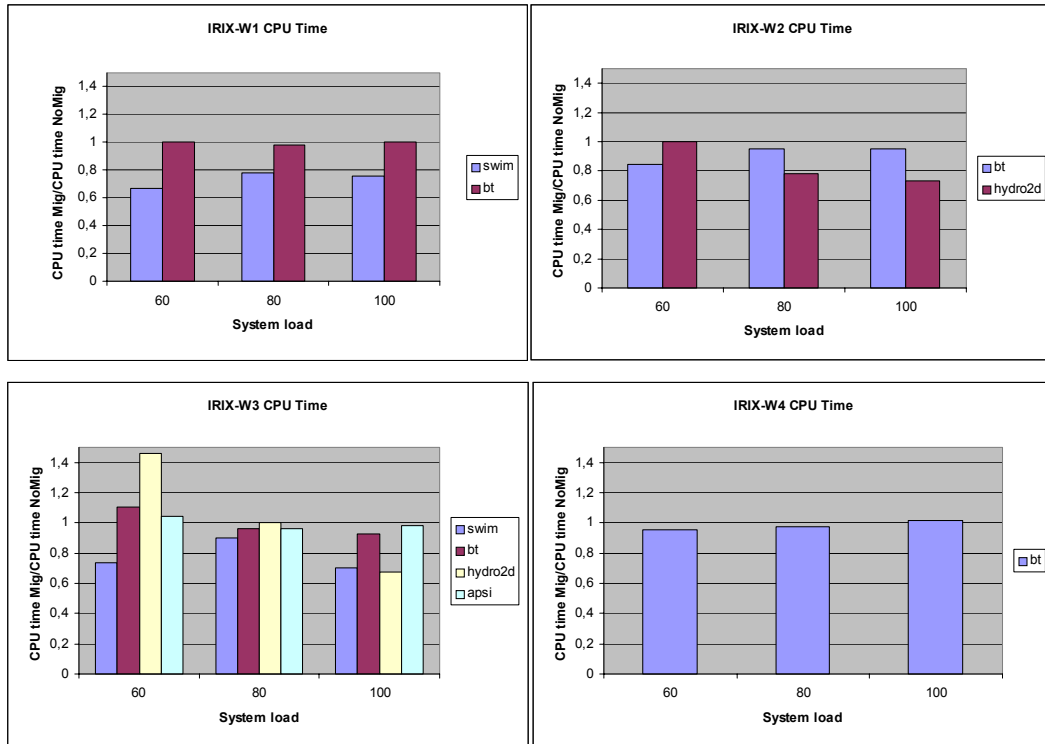 IRIX-W1 CPU Time
CPU time Mig/CPU time NoMig
1,4
1,2
1
0,8
0,6
0,4
0,2
0
60
80
100
System load
swim
bt
IRIX-W2 CPU Time
CPU time Mig/CPU time NoMig
1,4
1,2
1
0,8
0,6
0,4
0,2
0
60
80
100
System load
bt
hydro2d
IRIX-W3 CPU Time
CPU time Mig/CPU time NoMig
1,4
1,2
1
0,8
0,6
0,4
0,2
0
60
80
100
System load
swim
bt
hydro2d
apsi
IRIX-W4 CPU Time
CPU time Mig/CPU time NoMig
1,4
1,2
1
0,8
0,6
0,4
0,2
0
60
80
100
System load
bt